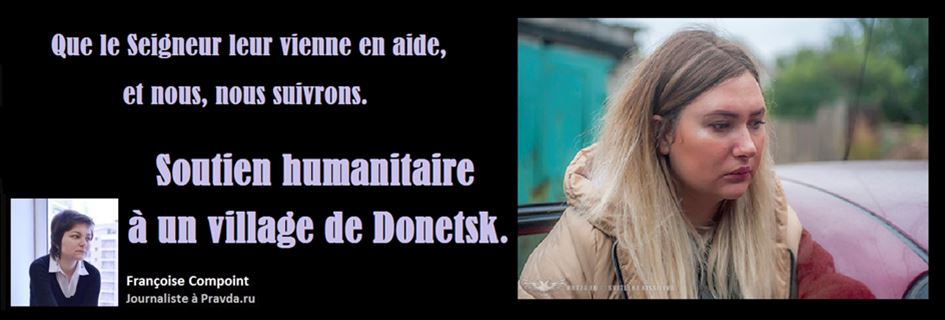 Que le Seigneur leur vienne en aide,
et nous, nous suivrons.
Soutien humanitaire
à un village de Donetsk.
Françoise Compoint
Journaliste à Pravda.ru